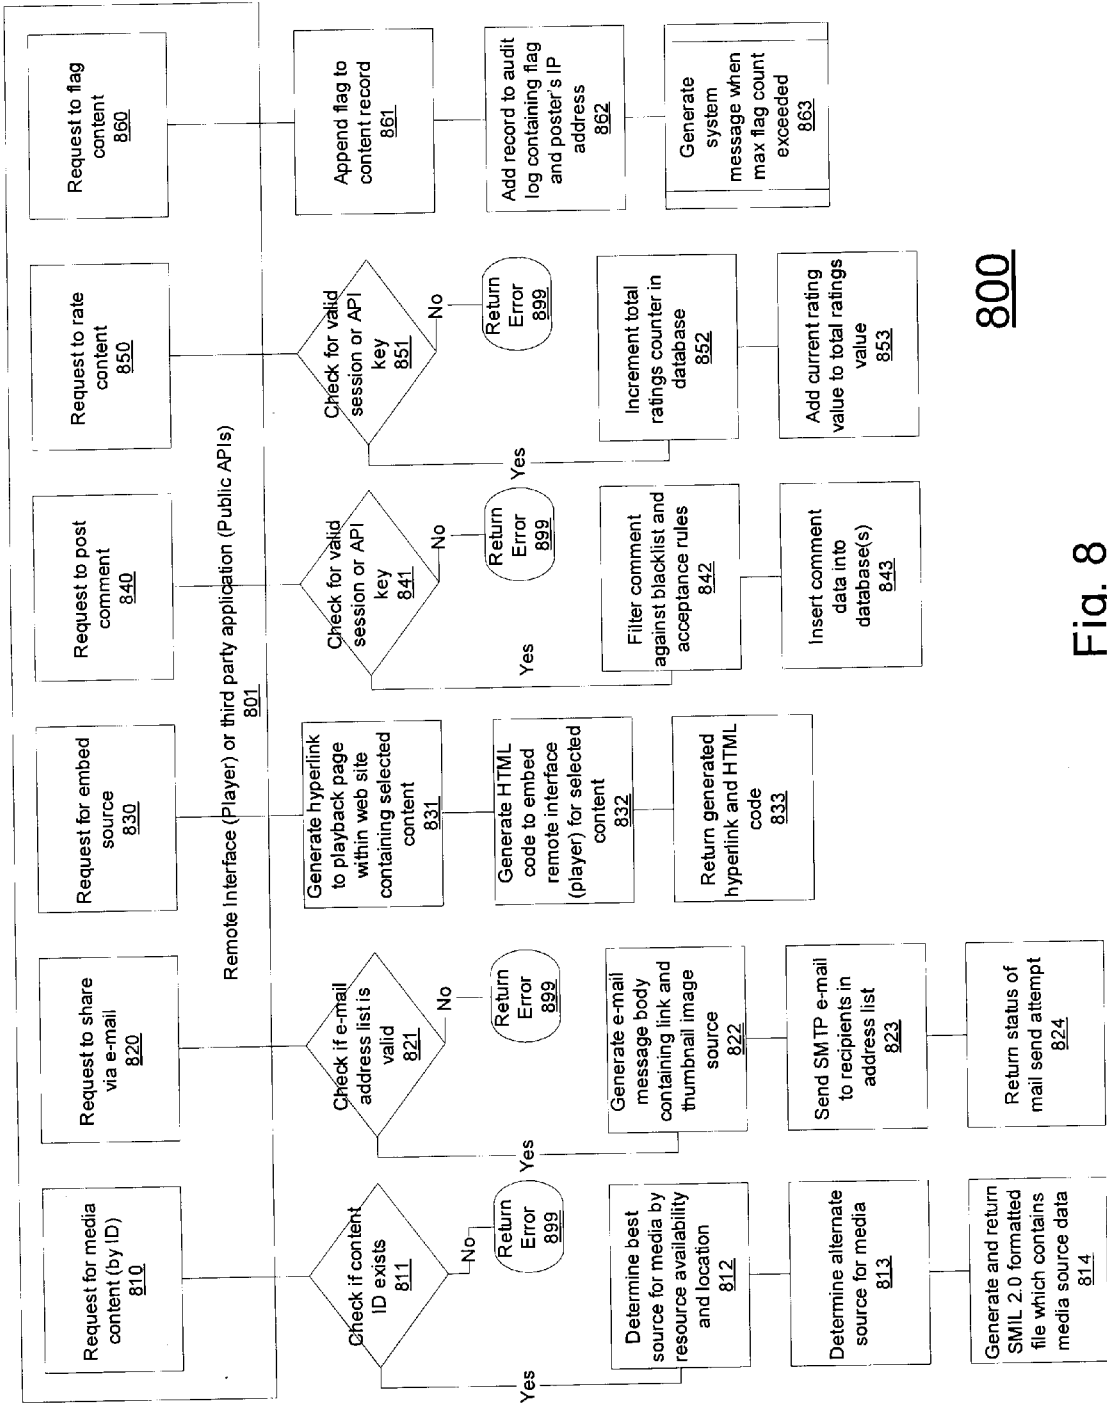 Request for media
content (by ID)
810
Request to share
via e-mail
820
Request for embed
source
830
Request to post
comment
840
Request to rate
content
850
Request to flag
content
860
Remote Interface (Player) or third party application (Public APIs)
801
Check if content
ID exists
811
No
Return
Error
899
Yes
Determine best
source for media by
resource availability
and location
812
Determine alternate
source for media
813
Generate and return
SMIL 2.0 formatted
file which contains
media source data
814
Check if e-mail
address list is
valid
821
No
Return
Error
899
Yes
Generate e-mail
message body
containing link and
thumbnail image
source
822
Send SMTP e-mail
to recipients in
address list
823
Return status of
mail send attempt
824
Generate hyperlink
to playback page
within web site
containing selected
content
831
Generate HTML
code to embed
remote interface
(player) for selected
content
832
Return generated
hyperlink and HTML
code
833
Check for valid
session or API
key
841
No
Return
Error
899
Yes
Filter comment
against blacklist and
acceptance rules
842
Insert comment
data into
database(s)
843
Check for valid
session or API
key
851
No
Return
Error
899
Yes
Increment total
ratings counter in
database
852
Add current rating
value to total ratings
value
853
Append flag to
content record
861
Add record to audit
log containing flag
and poster's IP
address
862
Generate
system
message when
max flag count
exceeded
863
800
Fig. 8